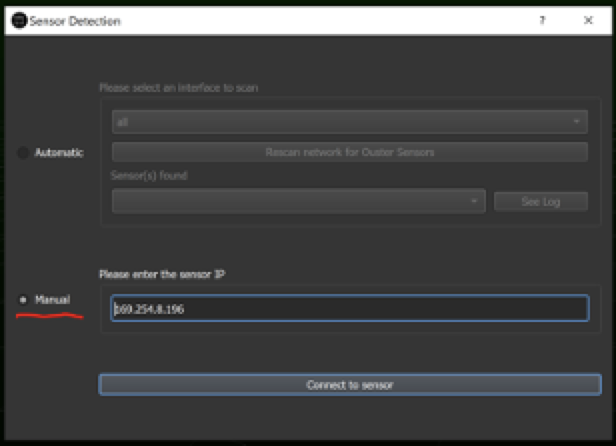 Sensor Detection
? ×
Please select an interface to scan
all
Automatic
Rescan network for Ouster Sensors
Sensor(s) found
See Log
Please enter the sensor IP
Manual
169.254.8.196
Connect to sensor